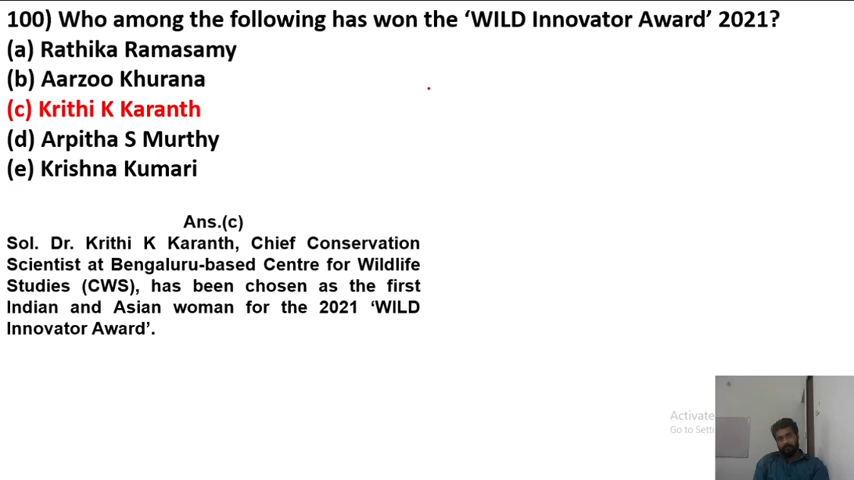 100) Who among the following has won the ‘WILD Innovator Award’ 2021?
(a) Rathika Ramasamy
(b) Aarzoo Khurana
(c) Krithi K Karanth
(d) Arpitha S Murthy
(e) Krishna Kumari
Ans.(c)
Sol. Dr. Krithi K Karanth, Chief Conservation
Scientist at Bengaluru-based Centre for Wildlife
Studies (CWS), has been chosen as the first
Indian and Asian woman for the 2021 ‘WILD
Innovator Award’.
Activate
Go to Setti